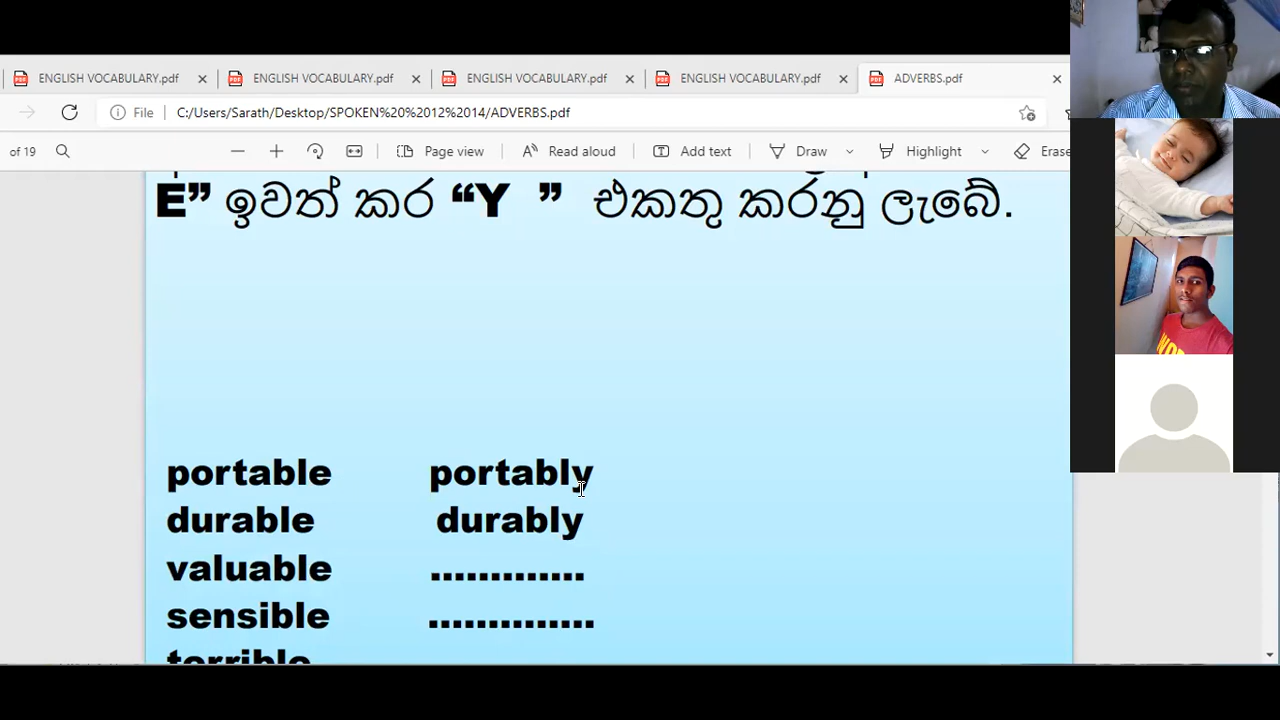 ENGLISH VOCABULARY.pdf ENGLISH VOCABULARY.pdf ENGLISH VOCABULARY.pdf ENGLISH VOCABULARY.pdf ADVERBS.pdf
File C:/Users/Sarath/Desktop/SPOKEN%20%2012%2014/ADVERBS.pdf
of 19 Page view Read aloud Add text Draw Highlight Erase
E” ඉවත් කර “Y ” එකතු කරනු ලැබේ.
portable portably
durable durably
valuable .............
sensible ..............
terrible